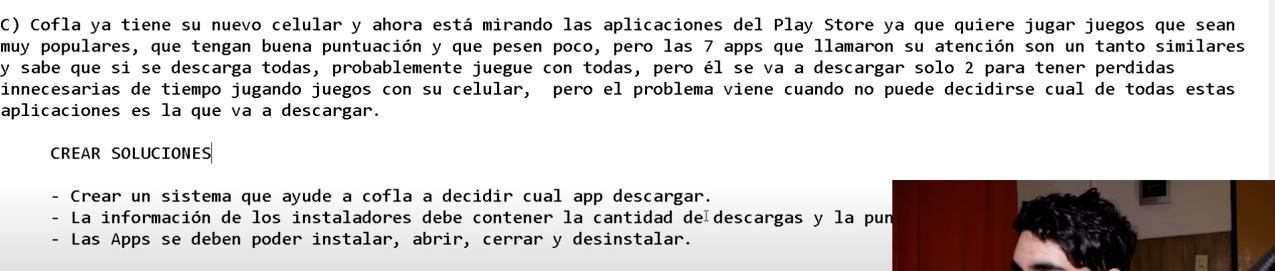 C) Cofla ya tiene su nuevo celular y ahora está mirando las aplicaciones del Play Store ya que quiere jugar juegos que sean
muy populares, que tengan buena puntuación y que pesen poco, pero las 7 apps que llamaron su atención son un tanto similares
y sabe que si se descarga todas, probablemente juegue con todas, pero él se va a descargar solo 2 para tener perdidas
innecesarias de tiempo jugando juegos con su celular,  pero el problema viene cuando no puede decidirse cual de todas estas
aplicaciones es la que va a descargar.
CREAR SOLUCIONES
- Crear un sistema que ayude a cofla a decidir cual app descargar.
- La información de los instaladores debe contener la cantidad de descargas y la pun
- Las Apps se deben poder instalar, abrir, cerrar y desinstalar.